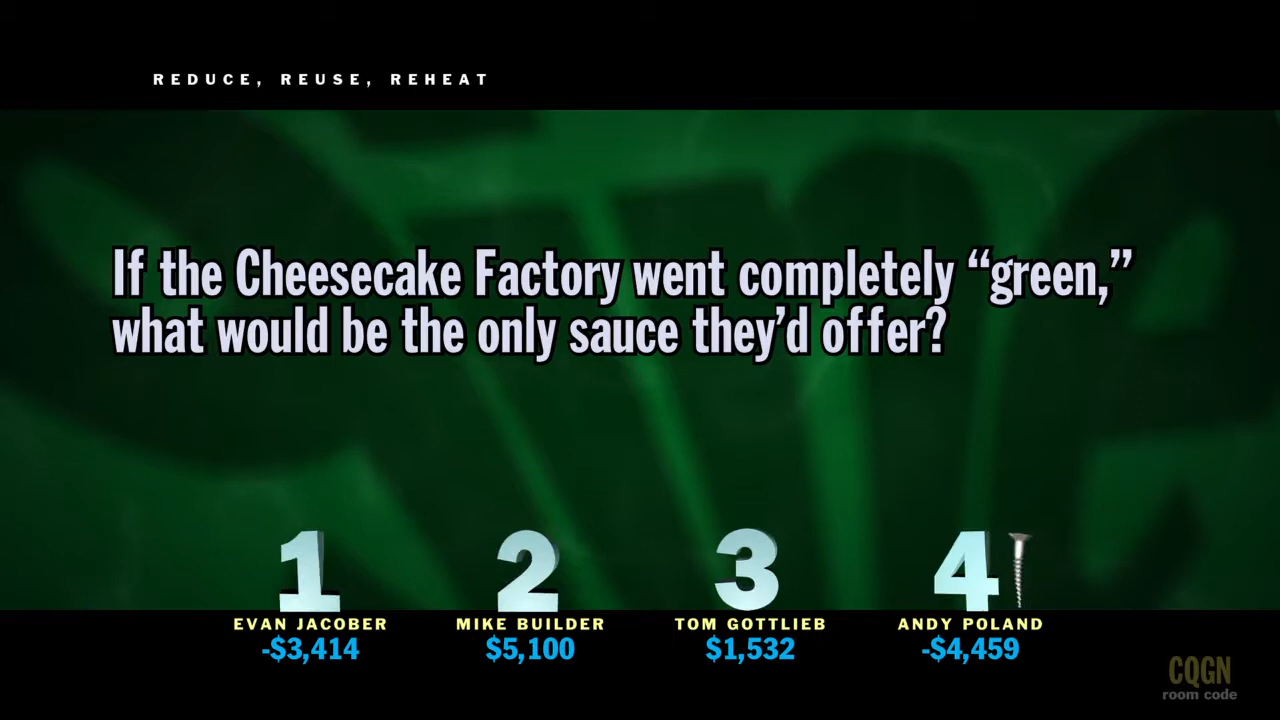 REDUCE, REUSE, REHEAT
If the Cheesecake Factory went completely “green,”
what would be the only sauce they’d offer?
1 2 3 4
EVAN JACOBER MIKE BUILDER TOM GOTTLIEB ANDY POLAND
-$3,414 $5,100 $1,532 -$4,459
CQGN
room code